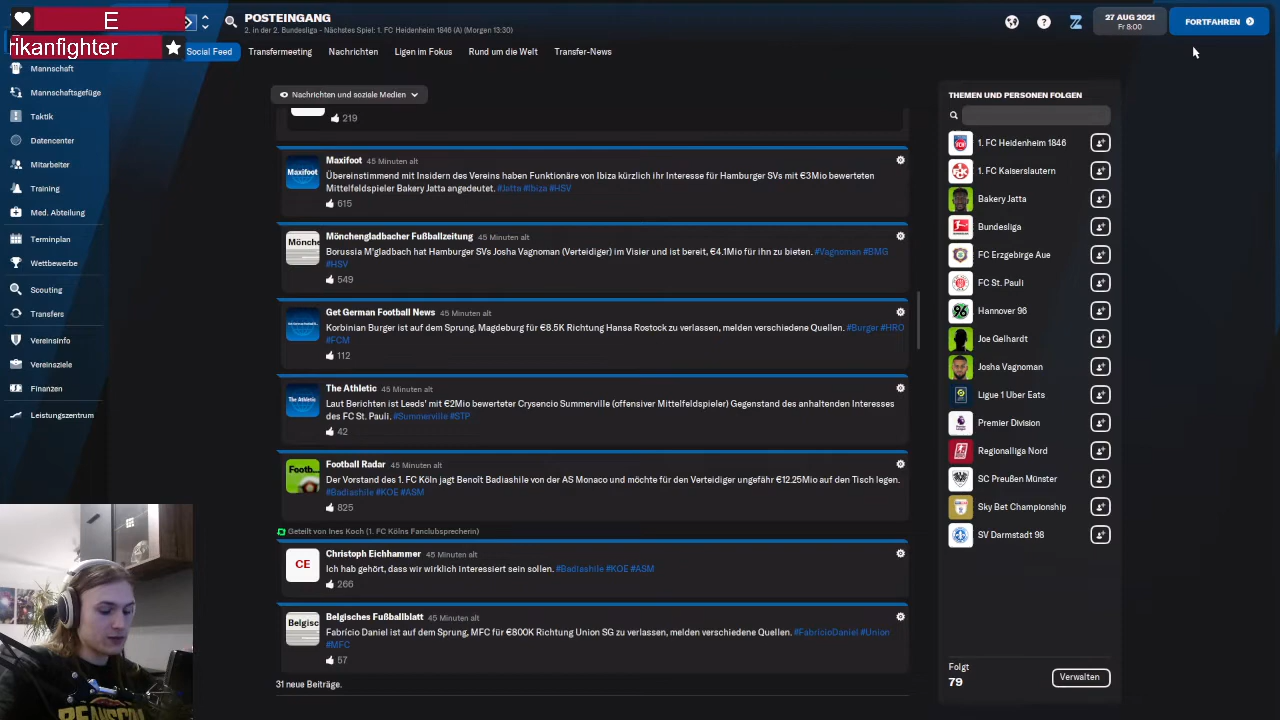 E
POSTEINGANG
2. in der 2. Bundesliga - Nächstes Spiel: 1. FC Heidenheim 1846 (A) (Morgen 13:30)
27 AUG 2021
Fr 8:00
FORTFAHREN
rikanfighter
Social Feed
Transfermeeting
Nachrichten
Ligen im Fokus
Rund um die Welt
Transfer-News
Mannschaft
Mannschaftsgefüge
Taktik
Datencenter
Mitarbeiter
Training
Med. Abteilung
Terminplan
Wettbewerbe
Scouting
Transfers
Vereinsinfo
Vereinsziele
Finanzen
Leistungszentrum
Nachrichten und soziale Medien
219
Maxifoot
Maxifoot 45 Minuten alt
Übereinstimmend mit Insidern des Vereins haben Funktionäre von Ibiza kürzlich ihr Interesse für Hamburger SVs mit €3Mio bewerteten
Mittelfeldspieler Bakery Jatta angedeutet. #Jatta #Ibiza #HSV
615
Mönche
Mönchengladbacher Fußballzeitung 45 Minuten alt
Borussia M'gladbach hat Hamburger SVs Josha Vagnoman (Verteidiger) im Visier und ist bereit, €4.1Mio für ihn zu bieten. #Vagnoman #BMG
#HSV
549
Get German Football News 45 Minuten alt
Korbinian Burger ist auf dem Sprung, Magdeburg für €8.5K Richtung Hansa Rostock zu verlassen, melden verschiedene Quellen. #Burger #HRO
#FCM
112
The Athletic
The Athletic 45 Minuten alt
Laut Berichten ist Leeds' mit €2Mio bewerteter Crysencio Summerville (offensiver Mittelfeldspieler) Gegenstand des anhaltenden Interesses
des FC St. Pauli. #Summerville #STP
42
Footb...
Football Radar 45 Minuten alt
Der Vorstand des 1. FC Köln jagt Benoît Badiashile von der AS Monaco und möchte für den Verteidiger ungefähr €12.25Mio auf den Tisch legen.
#Badiashile #KOE #ASM
825
Geteilt von Ines Koch (1. FC Kölns Fanclubsprecherin)
CE
Christoph Eichhammer 45 Minuten alt
Ich hab gehört, dass wir wirklich interessiert sein sollen. #Badiashile #KOE #ASM
266
Belgisc
Belgisches Fußballblatt 45 Minuten alt
Fabrício Daniel ist auf dem Sprung, MFC für €800K Richtung Union SG zu verlassen, melden verschiedene Quellen. #FabricioDaniel #Union
#MFC
57
31 neue Beiträge.
THEMEN UND PERSONEN FOLGEN
1. FC Heidenheim 1846
1. FC Kaiserslautern
Bakery Jatta
Bundesliga
FC Erzgebirge Aue
FC St. Pauli
Hannover 96
Joe Gelhardt
Josha Vagnoman
Ligue 1 Uber Eats
Premier Division
Regionalliga Nord
SC Preußen Münster
Sky Bet Championship
SV Darmstadt 98
Folgt
79
Verwalten